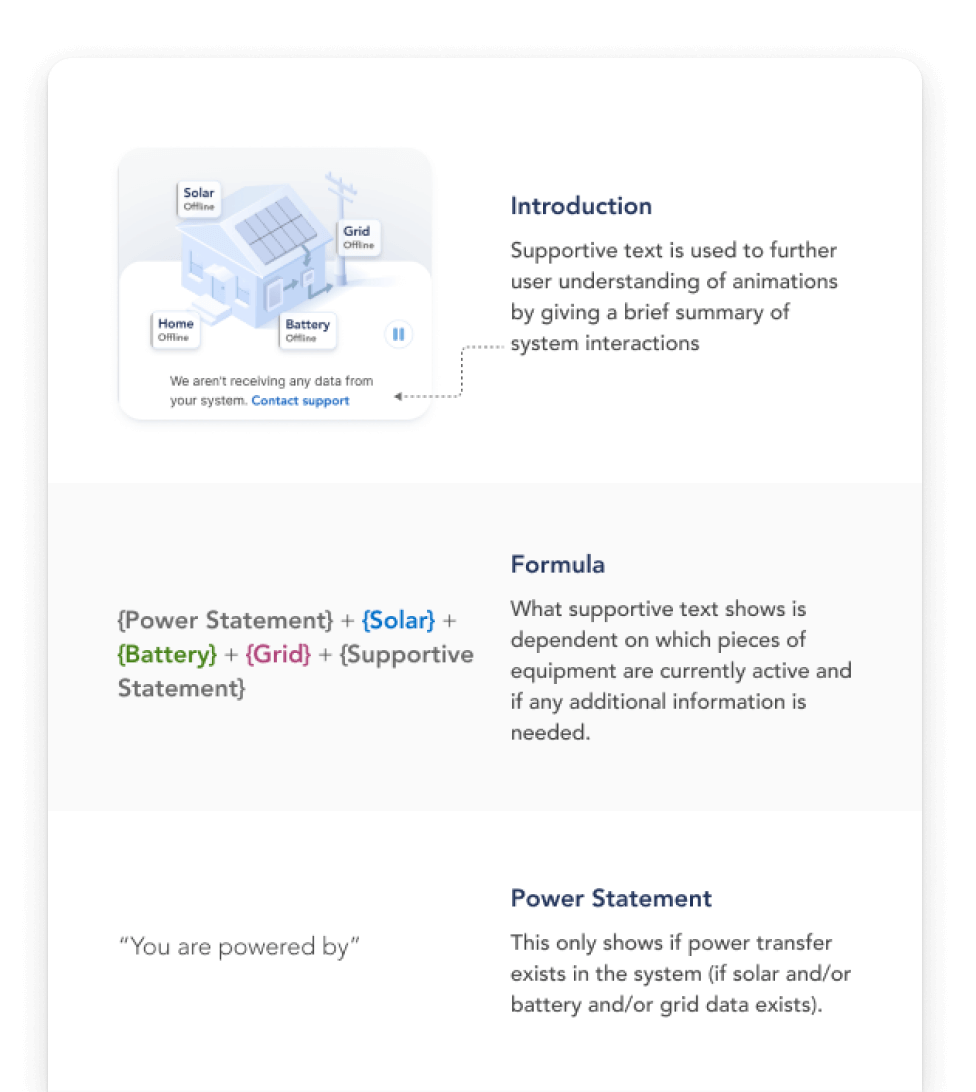 Solar
Offline
Grid
Offline
Home
Offline
Battery
Offline
We aren't receiving any data from
your system. Contact support
Introduction
Supportive text is used to further
user understanding of animations
by giving a brief summary of
system interactions
{Power Statement} + {Solar} +
{Battery} + {Grid} + {Supportive
Statement}
Formula
What supportive text shows is
dependent on which pieces of
equipment are currently active and
if any additional information is
needed.
“You are powered by”
Power Statement
This only shows if power transfer
exists in the system (if solar and/or
battery and/or grid data exists).